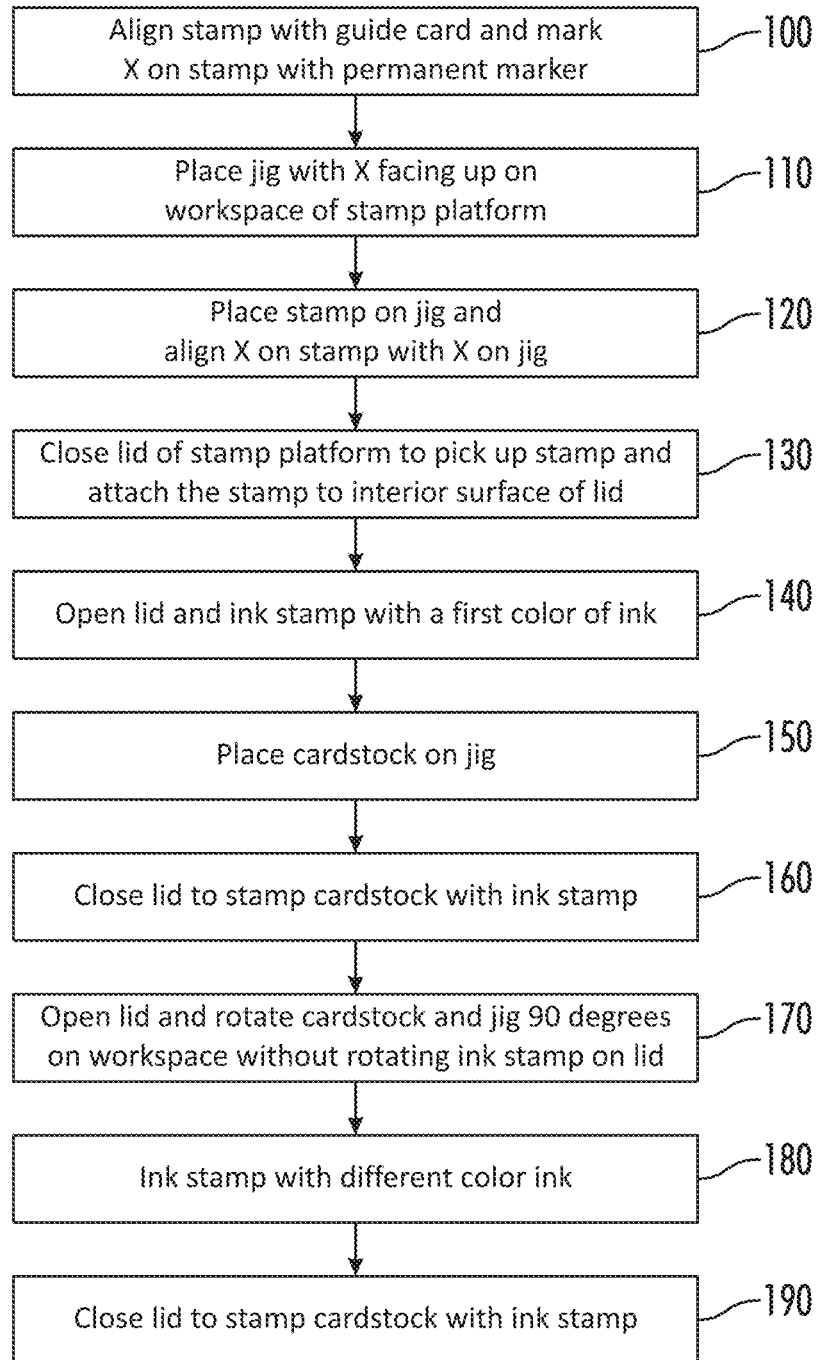 Align stamp with guide card and mark
X on stamp with permanent marker
100
Place jig with X facing up on
workspace of stamp platform
110
Place stamp on jig and
align X on stamp with X on jig
120
Close lid of stamp platform to pick up stamp and
attach the stamp to interior surface of lid
130
Open lid and ink stamp with a first color of ink
140
Place cardstock on jig
150
Close lid to stamp cardstock with ink stamp
160
Open lid and rotate cardstock and jig 90 degrees
on workspace without rotating ink stamp on lid
170
Ink stamp with different color ink
180
Close lid to stamp cardstock with ink stamp
190